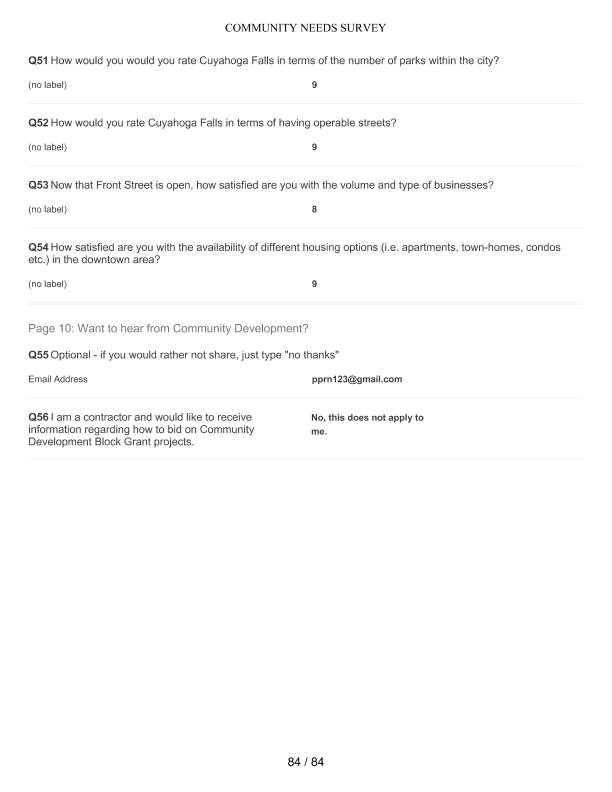 COMMUNITY NEEDS SURVEY
Q51 How would you would you rate Cuyahoga Falls in terms of the number of parks within the city?
(no label) 9
Q52 How would you rate Cuyahoga Falls in terms of having operable streets?
(no label) 9
Q53 Now that Front Street is open, how satisfied are you with the volume and type of businesses?
(no label) 8
Q54 How satisfied are you with the availability of different housing options (i.e. apartments, town-homes, condos
etc.) in the downtown area?
(no label) 9
Page 10: Want to hear from Community Development?
Q55 Optional - if you would rather not share, just type "no thanks"
Email Address pprn123@gmail.com
Q56 I am a contractor and would like to receive
information regarding how to bid on Community
Development Block Grant projects.
No, this does not apply to
me.
84 / 84